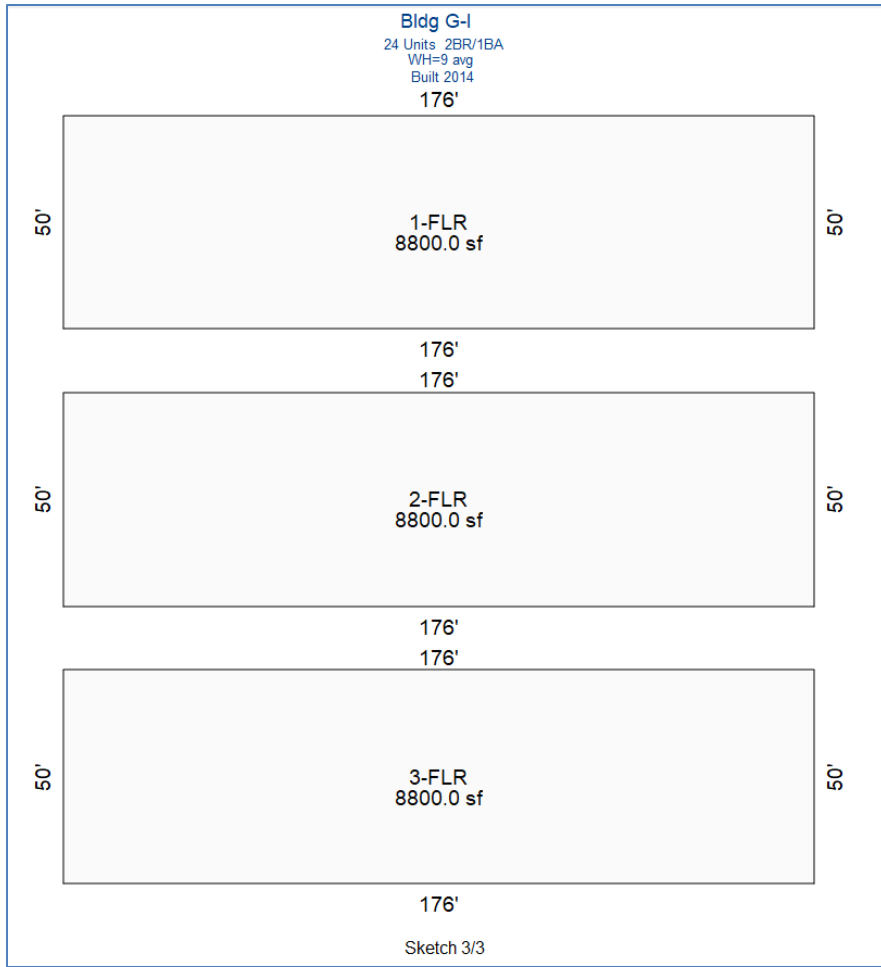 Bldg G-I
24 Units 2BR/1BA
WH=9 avg
Built 2014
176'
50'
1-FLR
8800.0 sf
50'
176'
176'
50'
2-FLR
8800.0 sf
50'
176'
176'
50'
3-FLR
8800.0 sf
50'
176'
Sketch 3/3